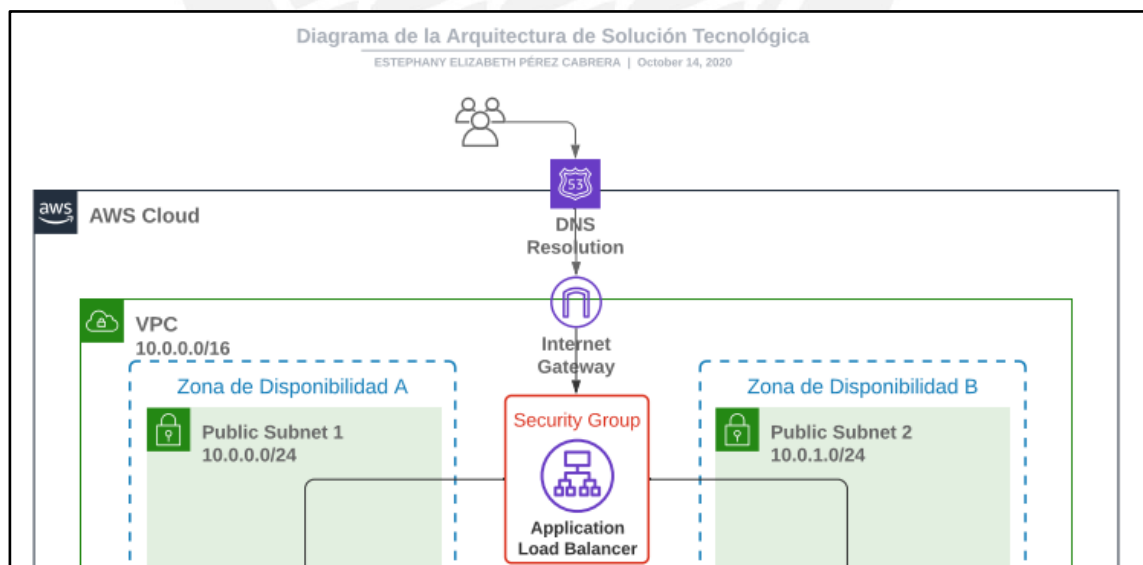 Diagrama de la Arquitectura de Solución Tecnológica
ESTEPHANY ELIZABETH PÉREZ CABRERA | October 14, 2020
53
aws
AWS Cloud
DNS
Resolution
VPC
10.0.0.0/16
Internet
Gateway
Zona de Disponibilidad A
Zona de Disponibilidad B
Public Subnet 1
10.0.0.0/24
Security Group
Public Subnet 2
10.0.1.0/24
Application
Load Balancer